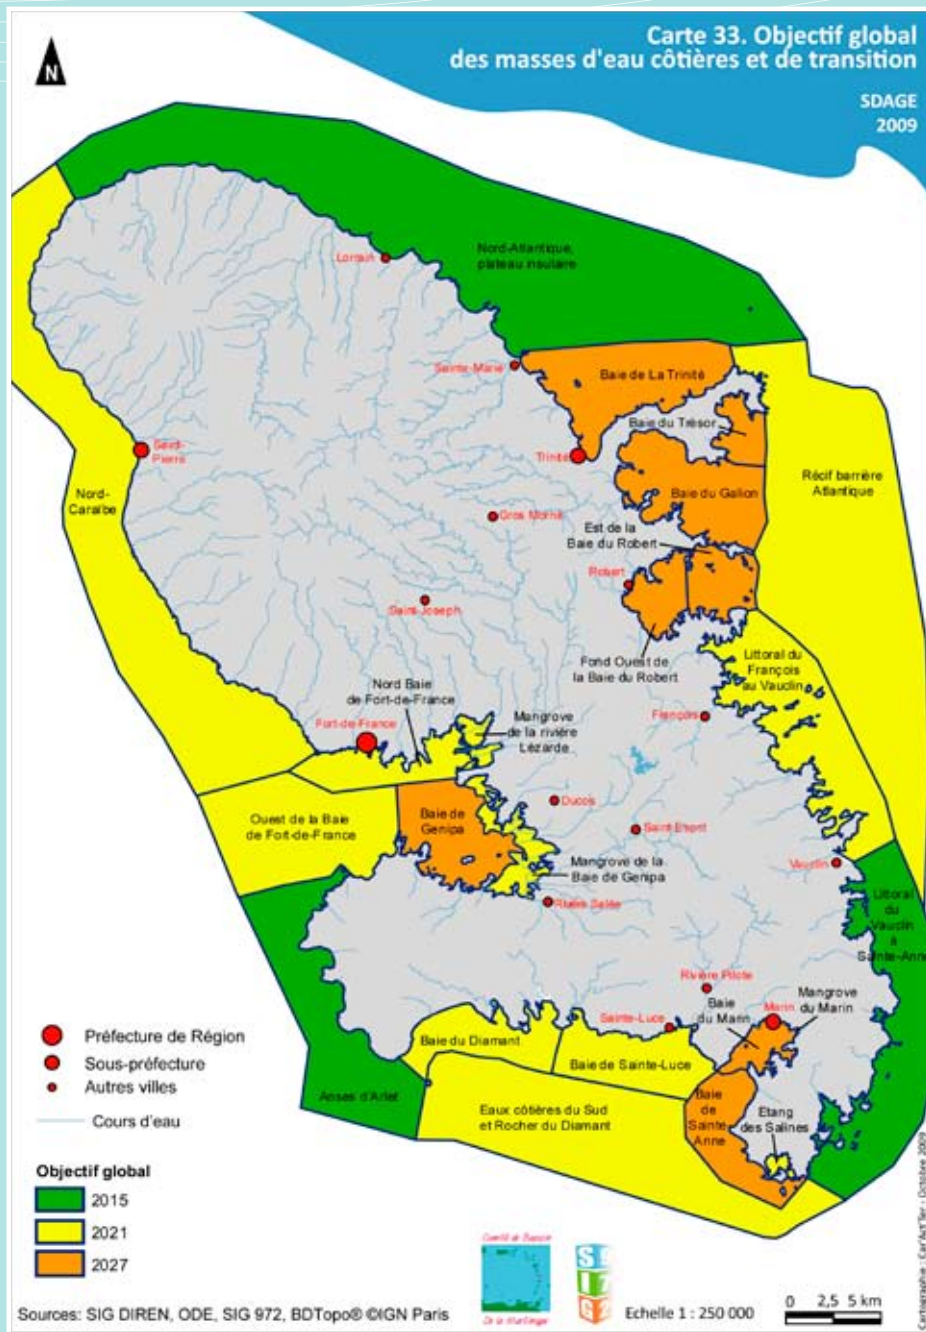 N
Carte 33. Objectif global
des masses d'eau côtières et de transition
SDAGE
2009
Nord-Atlantique,
plateau insulaire
Lorrain
Sainte-Marie
Baie de La Trinité
Baie du Trésor
Trinité
Saint-
Pierre
Nord-
Caraïbe
Récif barrière
Atlantique
Baie du Galion
Gros Morne
Est de la
Baie du Robert
Robert
Saint-Joseph
Fond Ouest de
la Baie du Robert
Littoral du
François
au Vauclin
Nord Baie
de Fort-de-France
Fort-de-France
Mangrove
de la rivière
Lézarde
François
Ouest de la Baie
de Fort-de-France
Baie de
Genipa
Ducos
Saint Esprit
Mangrove de la
Baie de Genipa
Vauclin
Rivière Salée
Littoral
du
Vauclin
à
Sainte-Anne
Rivière Pilote
Baie
du Marin
Marin
Mangrove
du Marin
Sainte-Luce
Baie du Diamant
Baie de Sainte-Luce
Anses d'Arlet
Eaux côtières du Sud
et Rocher du Diamant
Baie
de
Sainte
Anne
Etang
des Salines
Préfecture de Région
Sous-préfecture
Autres villes
Cours d'eau
Objectif global
2015
2021
2027
Comité de Bassin
De la Martinique
Sources: SIG DIREN, ODE, SIG 972, BDTopo® ©IGN Paris
Echelle 1 : 250 000
0 2,5 5 km
Cartographie : Car'Act'Ter - Octobre 2009